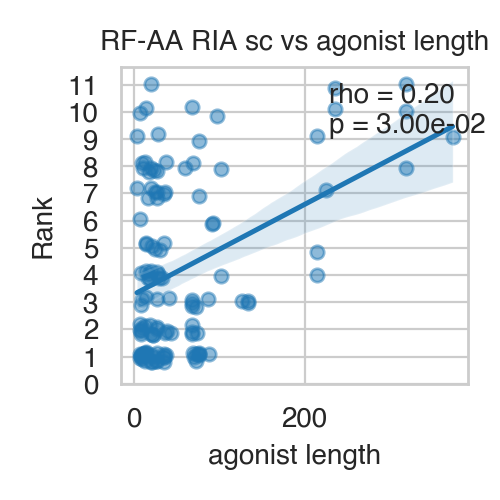 RF-AA RIA sc vs agonist length
rho = 0.20
p = 3.00e-02
Rank
11
10
9
8
7
6
5
4
3
2
1
0
0 200
agonist length